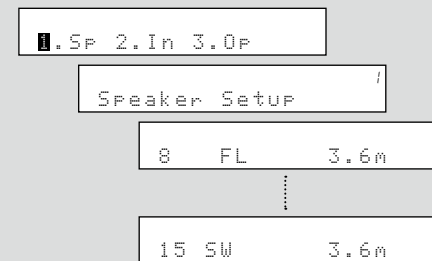 1.Sp 2.In 3.Op
1
Speaker Setup
8 FL 3.6m
15 SW 3.6m